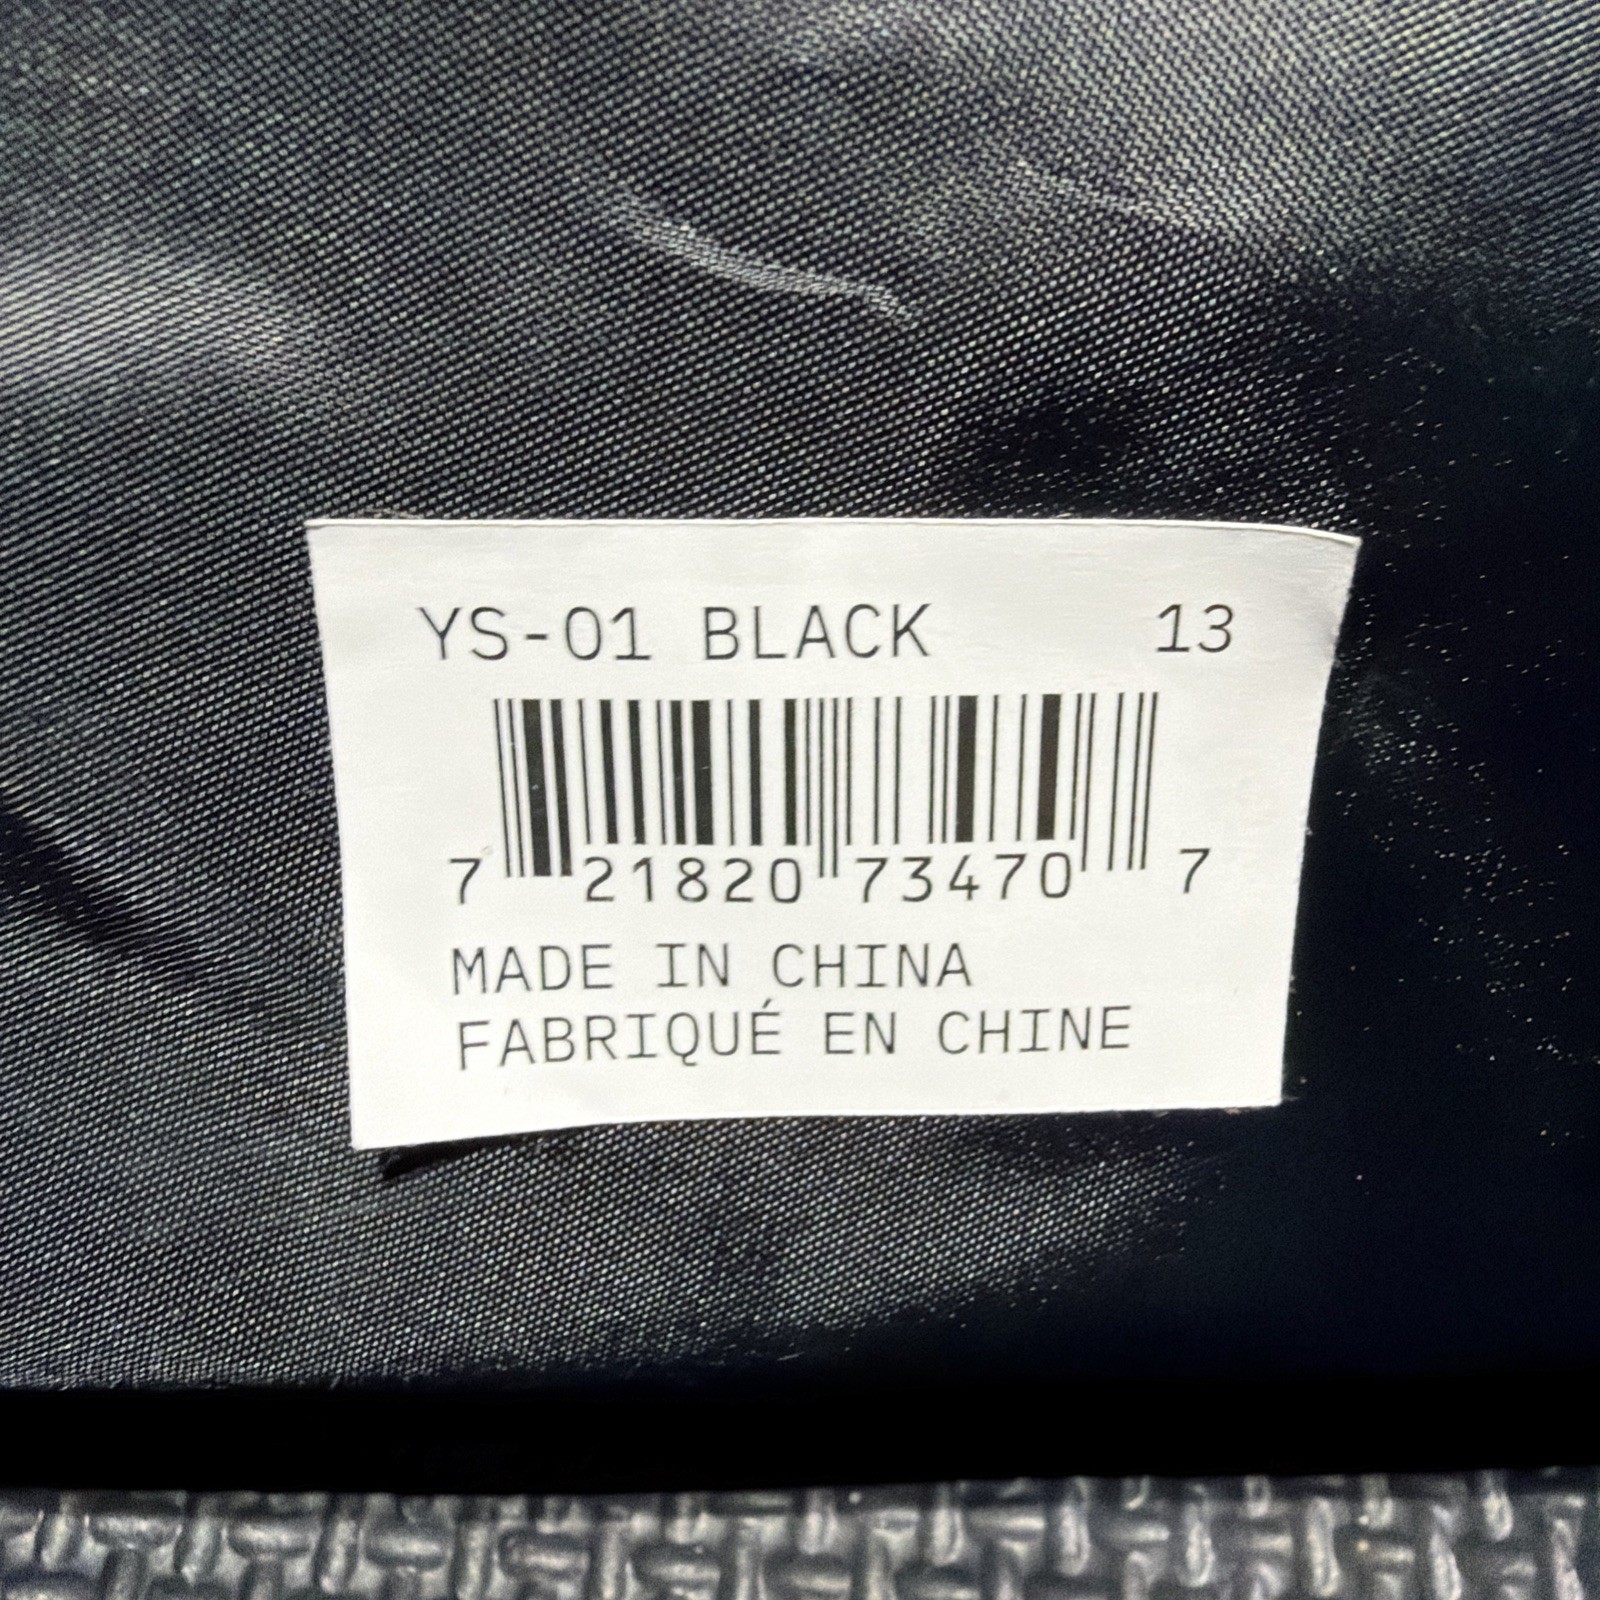 YS-01 BLACK 13
7 21820 73470 7
MADE IN CHINA
FABRIQUÉ EN CHINE